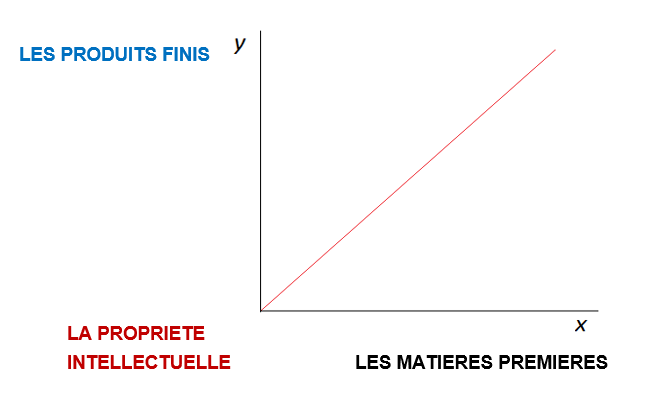 LES PRODUITS FINIS
y
x
LA PROPRIETE
INTELLECTUELLE
LES MATIERES PREMIERES